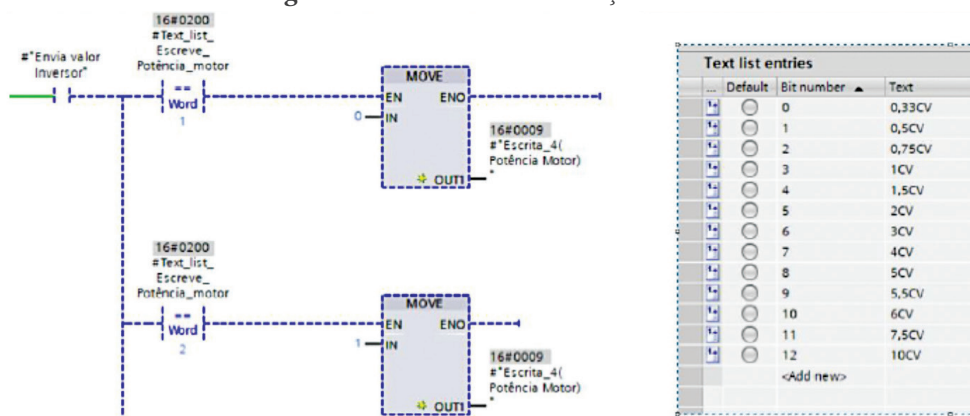 16#0200
#Text_list_
Escreve_
Potência_motor
#"Envia valor
Inversor"
==
Word
1
MOVE
EN ENO
0 IN
16#0009
#"Escrita_4(
Potência Motor)
"
OUT1
16#0200
#Text_list_
Escreve_
Potência_motor
==
Word
2
MOVE
EN ENO
1 IN
16#0009
#"Escrita_4(
Potência Motor)
"
OUT1
Text list entries
... Default Bit number Text
0 0,33CV
1 0,5CV
2 0,75CV
3 1CV
4 1,5CV
5 2CV
6 3CV
7 4CV
8 5CV
9 5,5CV
10 6CV
11 7,5CV
12 10CV
<Add new>